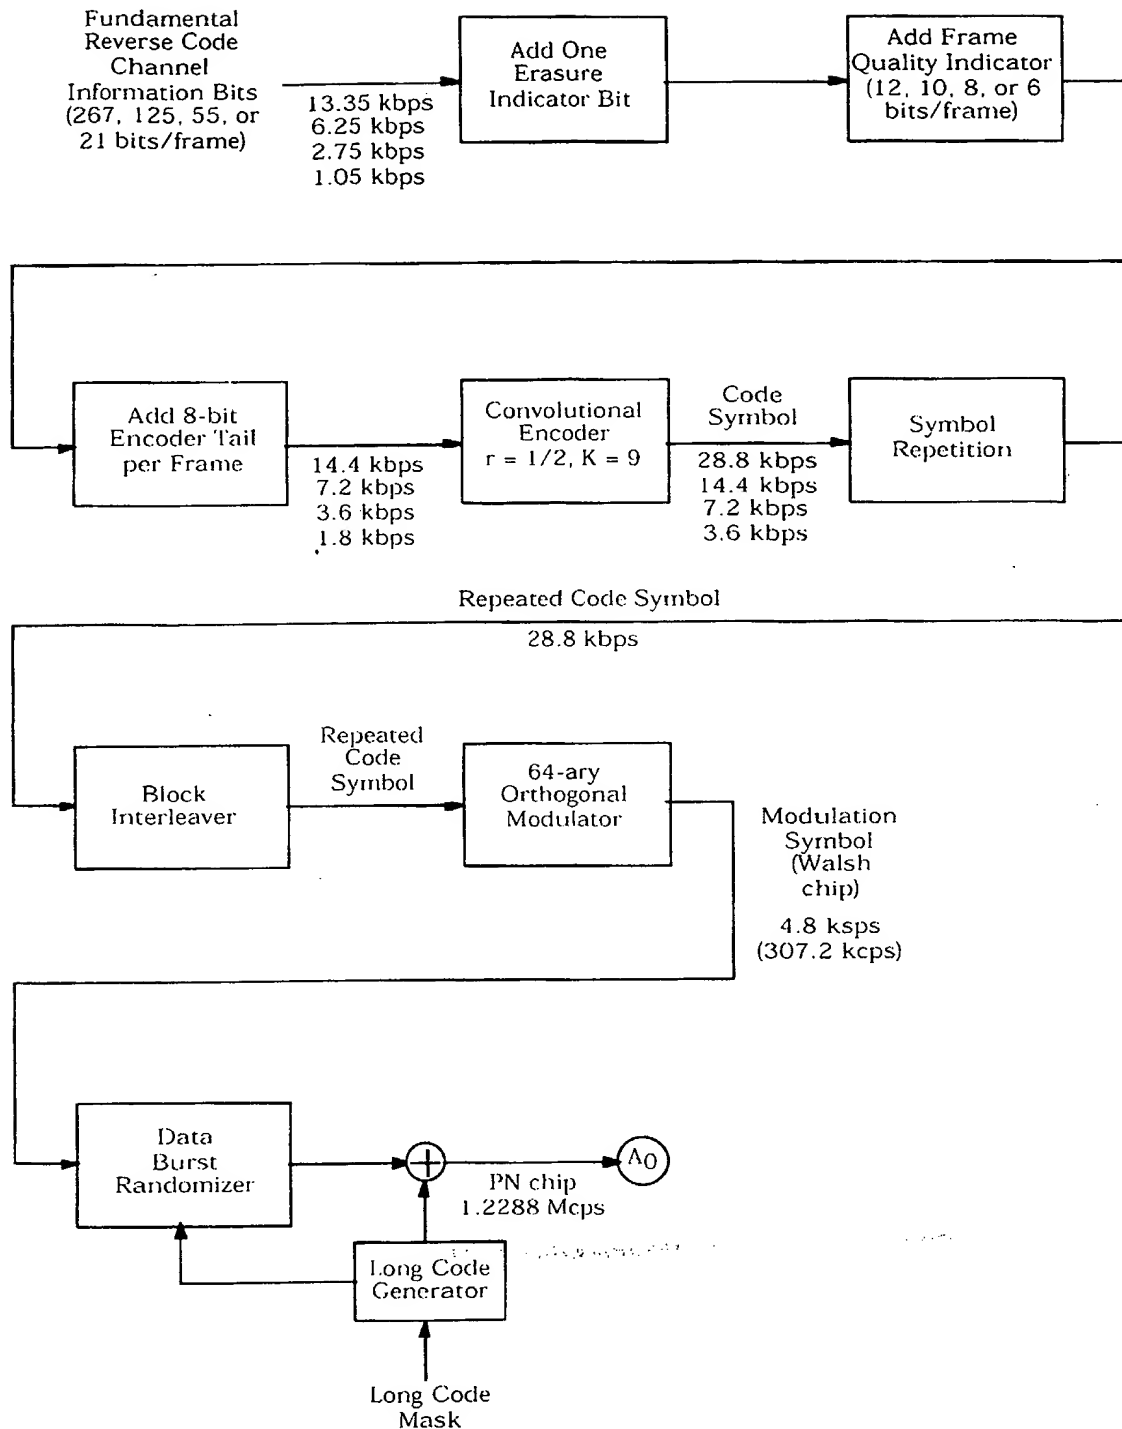 Fundamental
Reverse Code
Channel
Information Bits
(267, 125, 55, or
21 bits/frame)
13.35 kbps
6.25 kbps
2.75 kbps
1.05 kbps
Add One
Erasure
Indicator Bit
Add Frame
Quality Indicator
(12, 10, 8, or 6
bits/frame)
Add 8-bit
Encoder Tail
per Frame
14.4 kbps
7.2 kbps
3.6 kbps
1.8 kbps
Convolutional
Encoder
r = 1/2, K = 9
Code
Symbol
28.8 kbps
14.4 kbps
7.2 kbps
3.6 kbps
Symbol
Repetition
Repeated Code Symbol
28.8 kbps
Block
Interleaver
Repeated
Code
Symbol
64-ary
Orthogonal
Modulator
Modulation
Symbol
(Walsh
chip)
4.8 ksps
(307.2 kcps)
Data
Burst
Randomizer
PN chip
1.2288 Mcps
A0
Long Code
Generator
Long Code
Mask